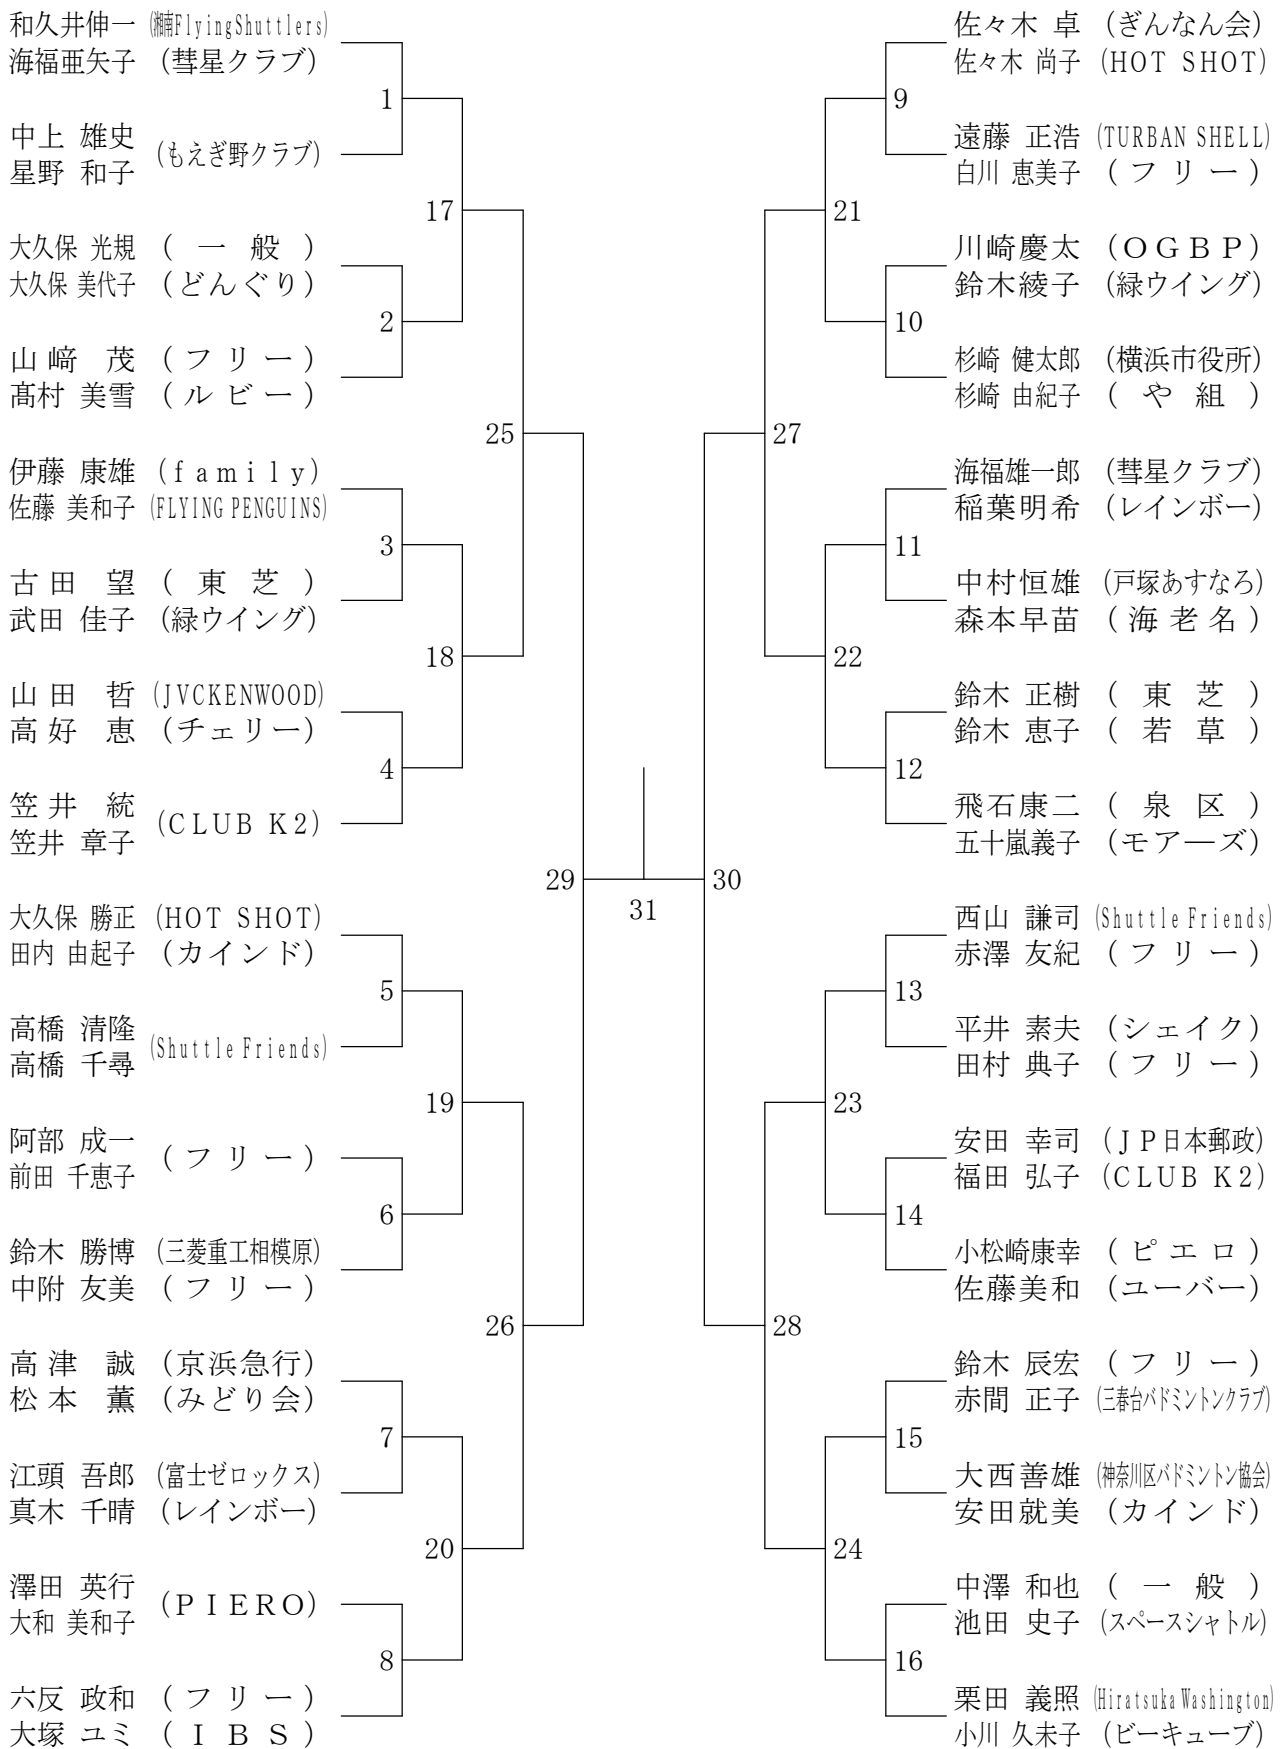 和久井伸一 (湘南FlyingShuttlers)
海福亜矢子 (彗星クラブ)
1
中上 雄史
星野 和子
(もえぎ野クラブ)
17
大久保 光規 ( 一 般 )
大久保 美代子 (どんぐり)
2
山﨑 茂 (フリー)
髙村 美雪 (ルビー)
25
伊藤 康雄 (family)
佐藤 美和子 (FLYING PENGUINS)
3
古田 望 ( 東 芝 )
武田 佳子 (緑ウイング)
18
山田 哲 (JVCKENWOOD)
高好 恵 (チェリー)
4
笠井 統
笠井 章子
(CLUB K2)
29
大久保 勝正 (HOT SHOT)
田内 由起子 (カインド)
5
高橋 清隆
高橋 千尋
(Shuttle Friends)
19
阿部 成一
前田 千恵子
(フリー)
6
鈴木 勝博 (三菱重工相模原)
中附 友美 (フリー)
26
高津 誠 (京浜急行)
松本 薫 (みどり会)
7
江頭 吾郎 (富士ゼロックス)
真木 千晴 (レインボー)
20
澤田 英行
大和 美和子
(PIERO)
8
六反 政和 (フリー)
大塚 ユミ (IBS)
31
佐々木 卓 (ぎんなん会)
佐々木 尚子 (HOT SHOT)
9
遠藤 正浩 (TURBAN SHELL)
白川 恵美子 (フリー)
21
川崎慶太 (OGBP)
鈴木綾子 (緑ウイング)
10
杉崎 健太郎 (横浜市役所)
杉崎 由紀子 ( や 組 )
27
海福雄一郎 (彗星クラブ)
稲葉明希 (レインボー)
11
中村恒雄 (戸塚あすなろ)
森本早苗 (海老名)
22
鈴木 正樹 ( 東 芝 )
鈴木 恵子 ( 若 草 )
12
飛石康二 ( 泉 区 )
五十嵐義子 (モア―ズ)
30
西山 謙司 (Shuttle Friends)
赤澤 友紀 (フリー)
13
平井 素夫 (シェイク)
田村 典子 (フリー)
23
安田 幸司 (JP日本郵政)
福田 弘子 (CLUB K2)
14
小松崎康幸 (ピエロ)
佐藤美和 (ユーバー)
28
鈴木 辰宏 (フリー)
赤間 正子 (三春台バドミントンクラブ)
15
大西善雄 (神奈川区バドミントン協会)
安田就美 (カインド)
24
中澤 和也 ( 一 般 )
池田 史子 (スペースシャトル)
16
栗田 義照 (Hiratsuka Washington)
小川 久未子 (ビーキューブ)